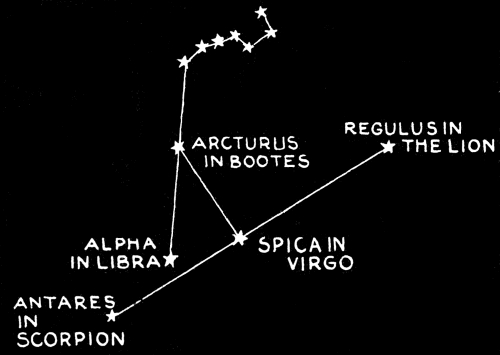 REGULUS IN
THE LION
ARCTURUS
IN BOOTES
ALPHA
IN LIBRA
SPICA IN
VIRGO
ANTARES
IN
SCORPION